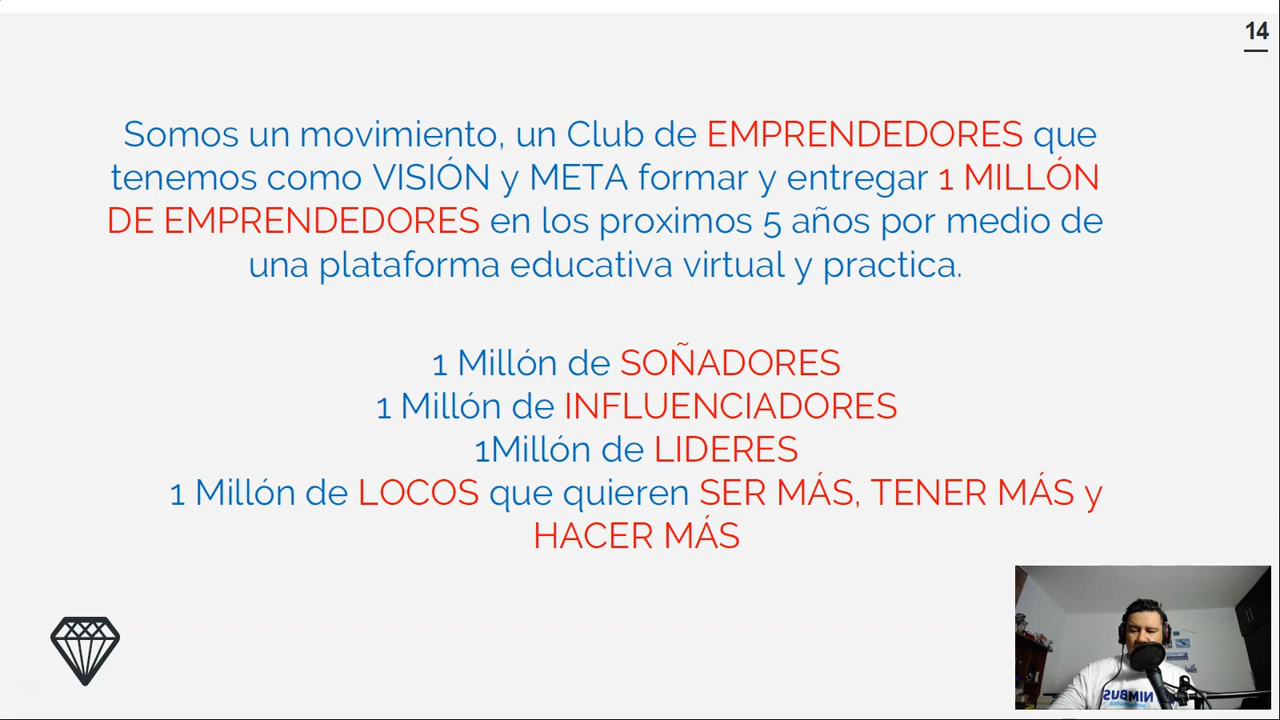 14
Somos un movimiento, un Club de EMPRENDEDORES que
tenemos como VISIÓN y META formar y entregar 1 MILLÓN
DE EMPRENDEDORES en los proximos 5 años por medio de
una plataforma educativa virtual y practica.
1 Millón de SOÑADORES
1 Millón de INFLUENCIADORES
1Millón de LIDERES
1 Millón de LOCOS que quieren SER MÁS, TENER MÁS y
HACER MÁS
NIMBUS